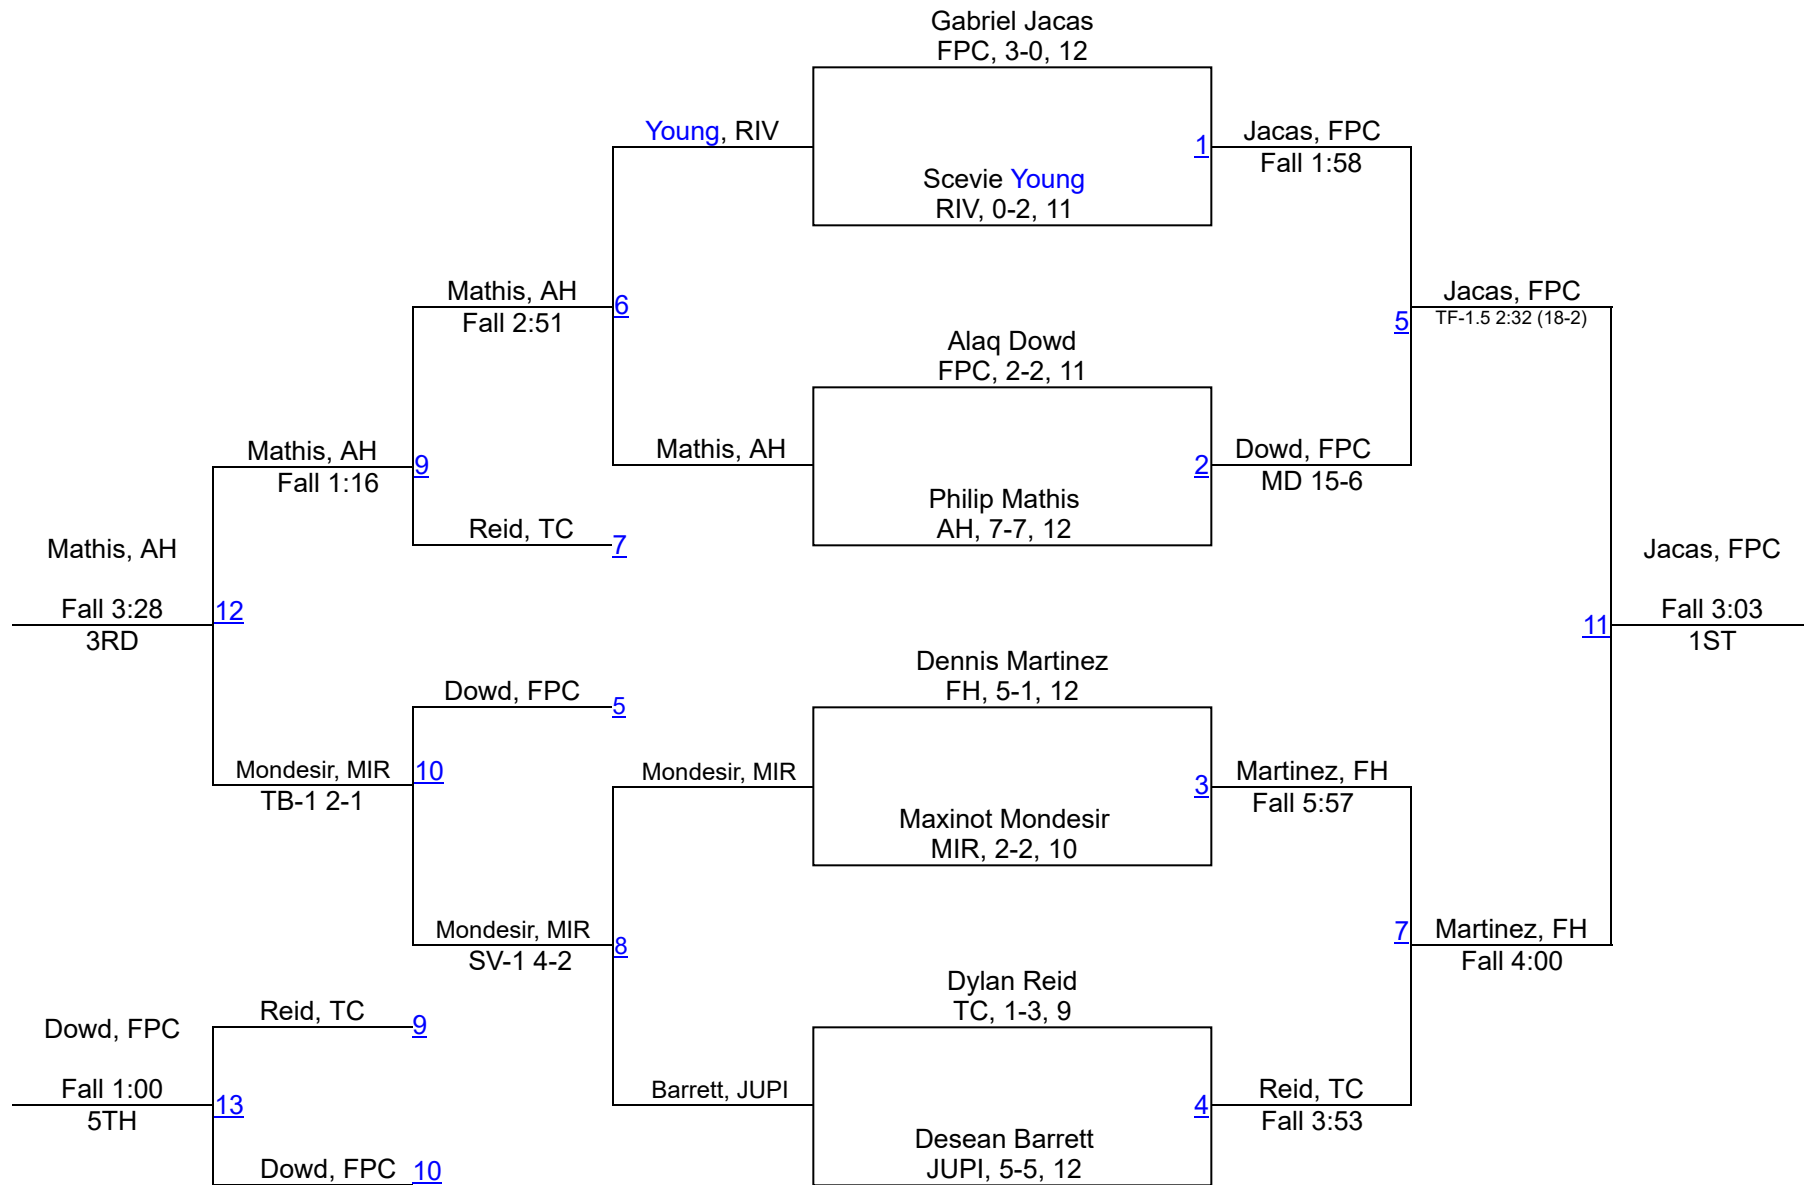 Gabriel Jacas
FPC, 3-0, 12
Young, RIV
1
Jacas, FPC
Fall 1:58
Scevie Young
RIV, 0-2, 11
Mathis, AH
Fall 2:51
6
Jacas, FPC
TF-1.5 2:32 (18-2)
5
Alaq Dowd
FPC, 2-2, 11
Mathis, AH
Fall 1:16
9
Mathis, AH
2
Dowd, FPC
MD 15-6
Philip Mathis
AH, 7-7, 12
Reid, TC
7
Mathis, AH
Fall 3:28
3RD
12
Jacas, FPC
Fall 3:03
1ST
11
Dennis Martinez
FH, 5-1, 12
Dowd, FPC
5
Mondesir, MIR
TB-1 2-1
10
Mondesir, MIR
3
Martinez, FH
Fall 5:57
Maxinot Mondesir
MIR, 2-2, 10
Mondesir, MIR
SV-1 4-2
8
7
Martinez, FH
Fall 4:00
Dylan Reid
TC, 1-3, 9
Reid, TC
9
Dowd, FPC
Fall 1:00
5TH
13
Barrett, JUPI
4
Reid, TC
Fall 3:53
Desean Barrett
JUPI, 5-5, 12
Dowd, FPC
10